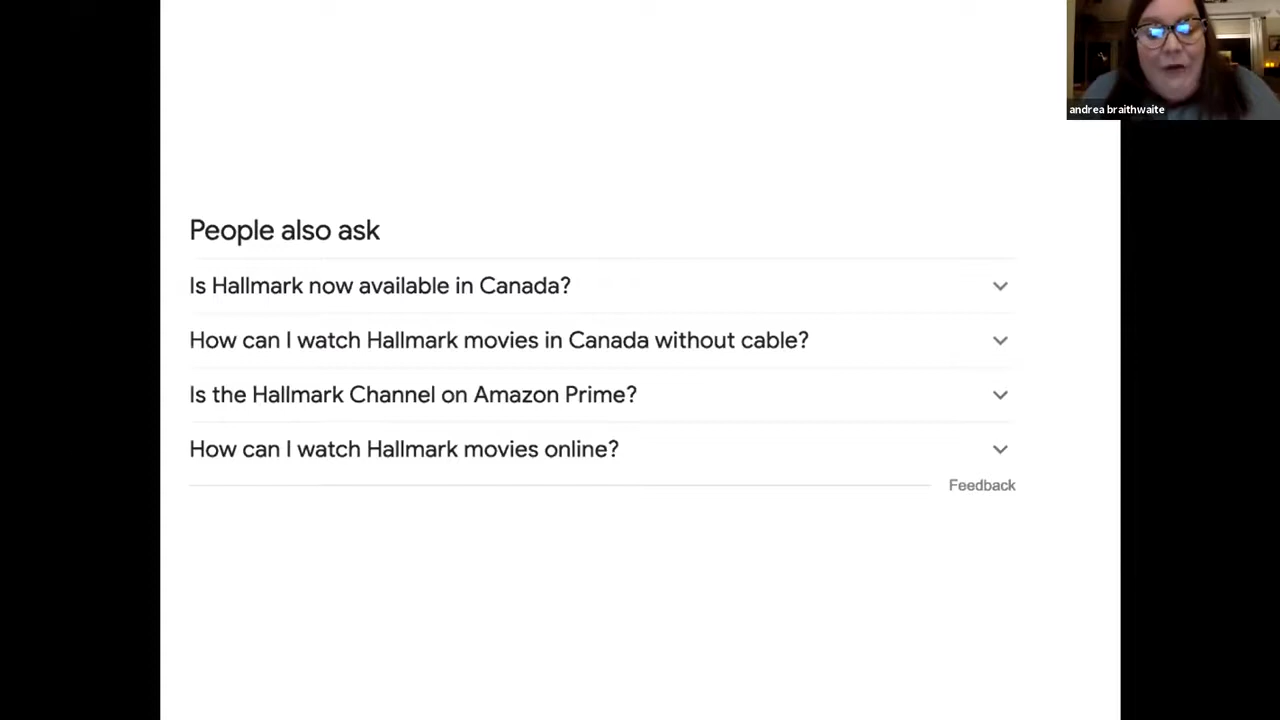 andrea braithwaite
People also ask
Is Hallmark now available in Canada?
How can I watch Hallmark movies in Canada without cable?
Is the Hallmark Channel on Amazon Prime?
How can I watch Hallmark movies online?
Feedback